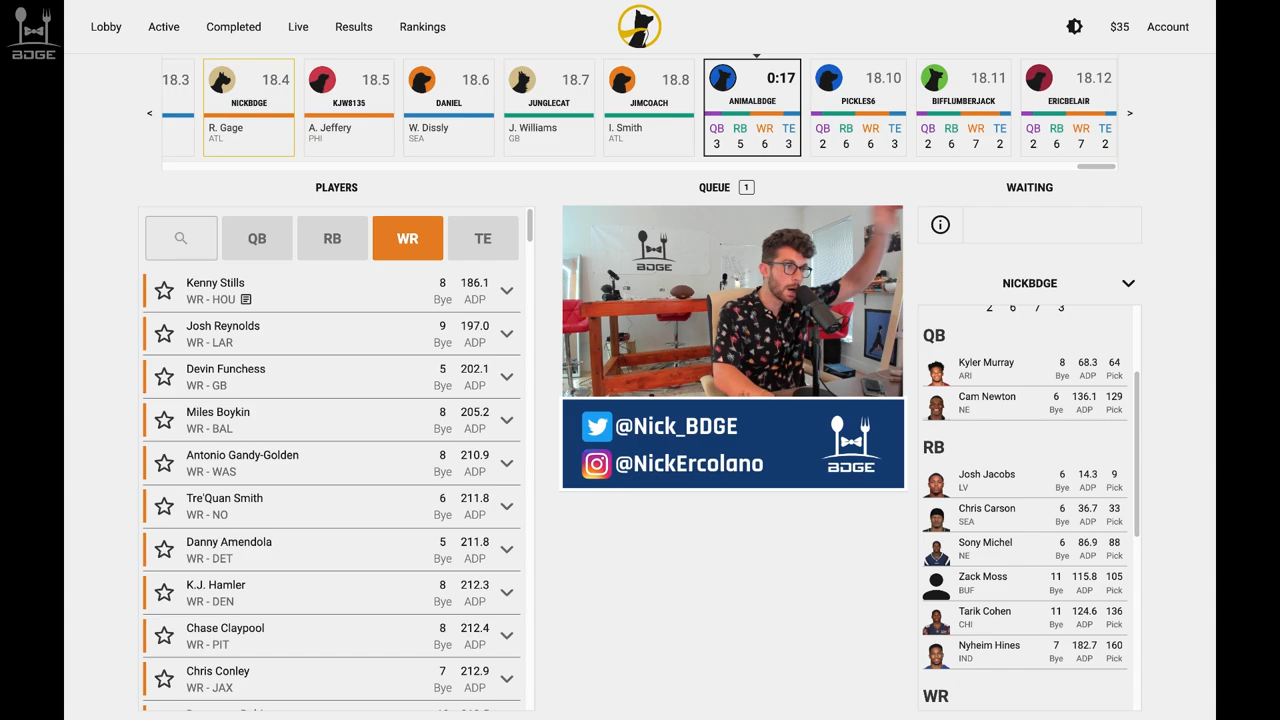 BDGE
Lobby
Active
Completed
Live
Results
Rankings
$35
Account
18.3
18.4
NICKBDGE
R. Gage
ATL
18.5
KJW8135
A. Jeffery
PHI
18.6
DANIEL
W. Dissly
SEA
18.7
JUNGLECAT
J. Williams
GB
18.8
JIMCOACH
I. Smith
ATL
0:17
ANIMALBDGE
QB RB WR TE
3 5 6 3
18.10
PICKLES6
QB RB WR TE
2 6 6 3
18.11
BIFFLUMBERJACK
QB RB WR TE
2 6 7 2
18.12
ERICBELAIR
QB RB WR TE
2 6 7 2
<
>
PLAYERS
QB
RB
WR
TE
Kenny Stills 8 186.1
WR - HOU Bye ADP
Josh Reynolds 9 197.0
WR - LAR Bye ADP
Devin Funchess 5 202.1
WR - GB Bye ADP
Miles Boykin 8 205.2
WR - BAL Bye ADP
Antonio Gandy-Golden 8 210.9
WR - WAS Bye ADP
Tre'Quan Smith 6 211.8
WR - NO Bye ADP
Danny Amendola 5 211.8
WR - DET Bye ADP
K.J. Hamler 8 212.3
WR - DEN Bye ADP
Chase Claypool 8 212.4
WR - PIT Bye ADP
Chris Conley 7 212.9
WR - JAX Bye ADP
QUEUE 1
BDGE
@Nick_BDGE
@NickErcolano
BDGE
WAITING
NICKBDGE
2 6 7 3
QB
Kyler Murray 8 68.3 64
ARI Bye ADP Pick
Cam Newton 6 136.1 129
NE Bye ADP Pick
RB
Josh Jacobs 6 14.3 9
LV Bye ADP Pick
Chris Carson 6 36.7 33
SEA Bye ADP Pick
Sony Michel 6 86.9 88
NE Bye ADP Pick
Zack Moss 11 115.8 105
BUF Bye ADP Pick
Tarik Cohen 11 124.6 136
CHI Bye ADP Pick
Nyheim Hines 7 182.7 160
IND Bye ADP Pick
WR